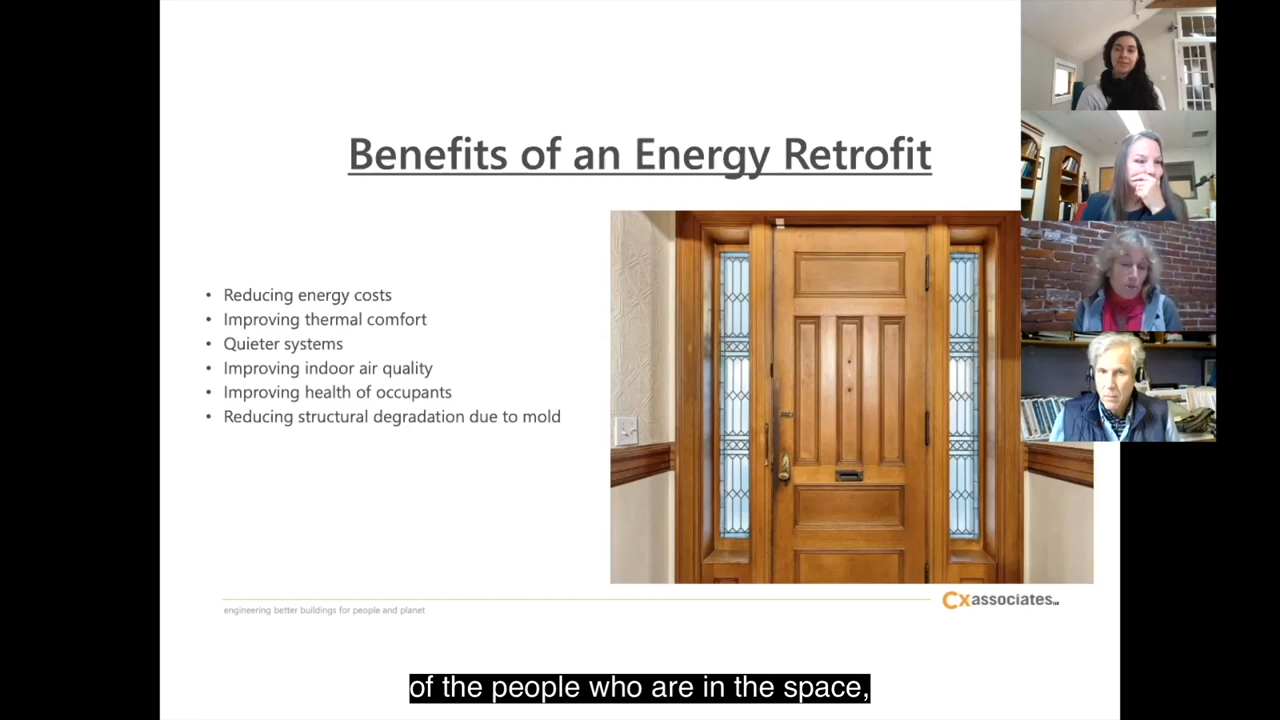 Benefits of an Energy Retrofit
• Reducing energy costs
• Improving thermal comfort
• Quieter systems
• Improving indoor air quality
• Improving health of occupants
• Reducing structural degradation due to mold
engineering better buildings for people and planet
Cx associates LLC
of the people who are in the space,